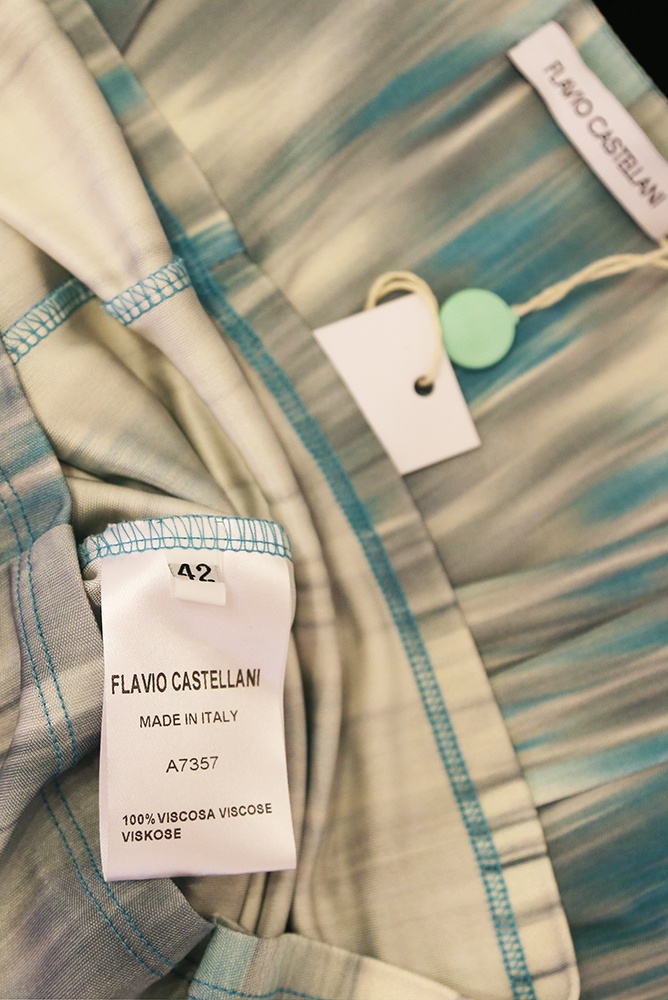 FLAVIO CASTELLANI
42
FLAVIO CASTELLANI
MADE IN ITALY
A7357
100% VISCOSA VISCOSE
VISKOSE